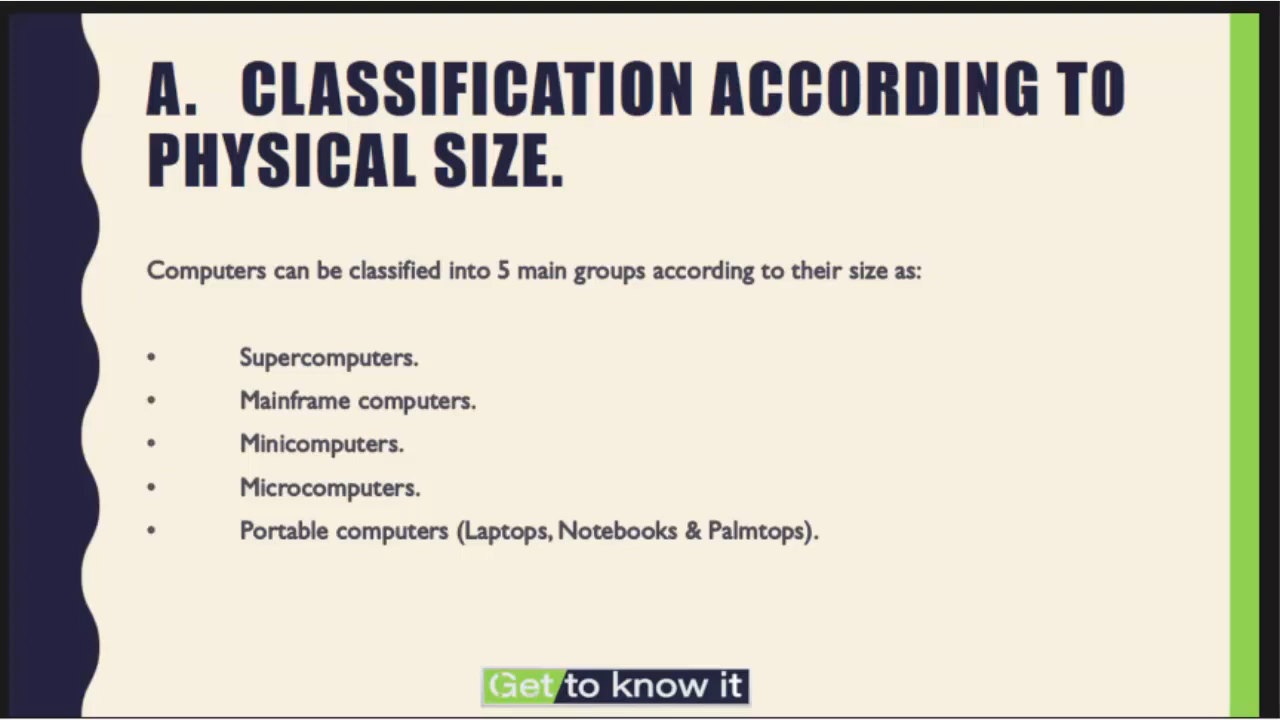 A. CLASSIFICATION ACCORDING TO
PHYSICAL SIZE.
Computers can be classified into 5 main groups according to their size as:
• Supercomputers.
• Mainframe computers.
• Minicomputers.
• Microcomputers.
• Portable computers (Laptops, Notebooks & Palmtops).
Get to know it